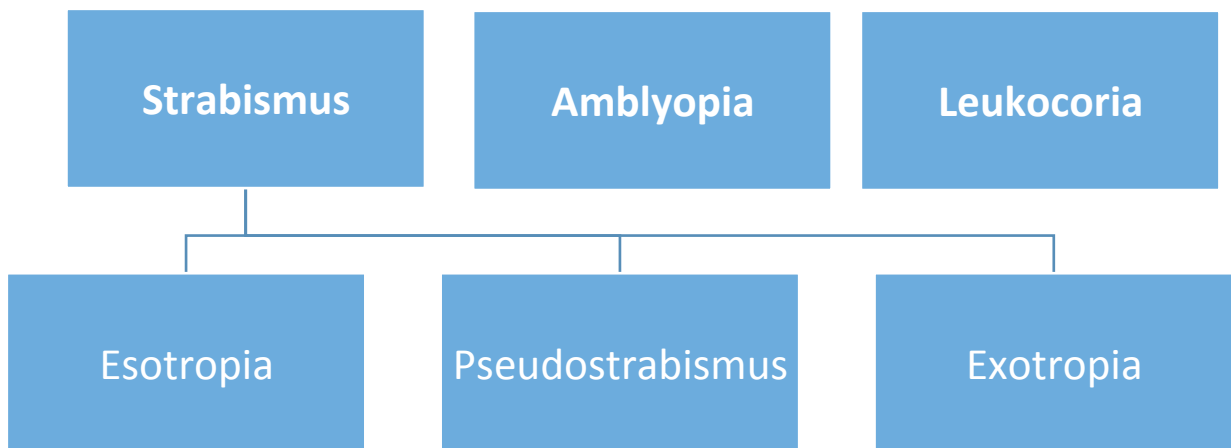 Strabismus
Amblyopia
Leukocoria
Esotropia
Pseudostrabismus
Exotropia